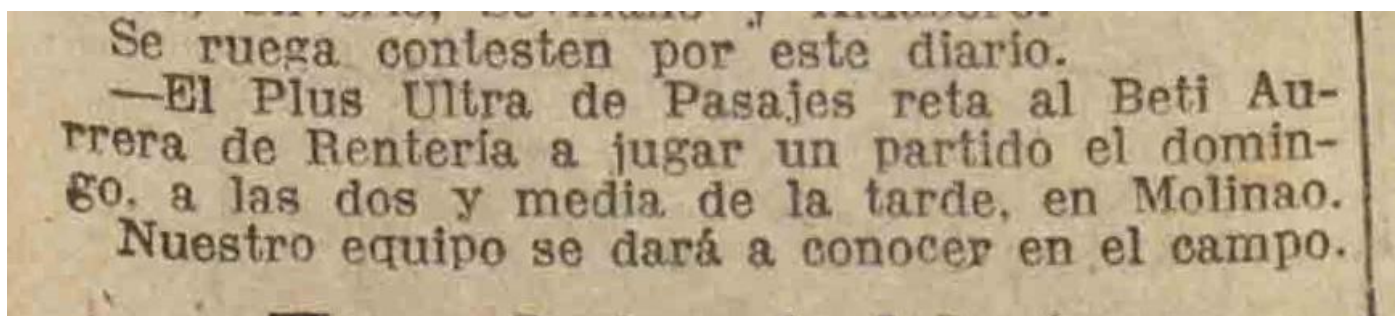 Se ruega contesten por este diario.
—El Plus Ultra de Pasajes reta al Beti Au-
rrera de Rentería a jugar un partido el domin-
go, a las dos y media de la tarde, en Molinao.
Nuestro equipo se dará a conocer en el campo.